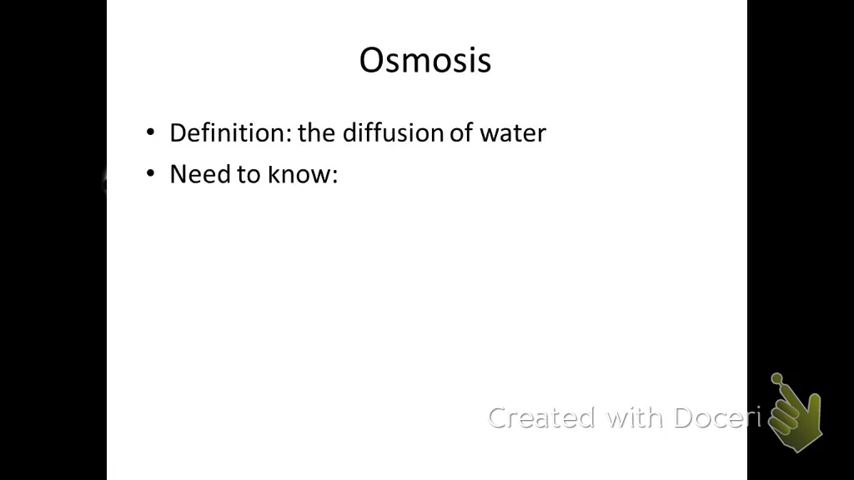 Osmosis
• Definition: the diffusion of water
• Need to know:
Created with Doceri